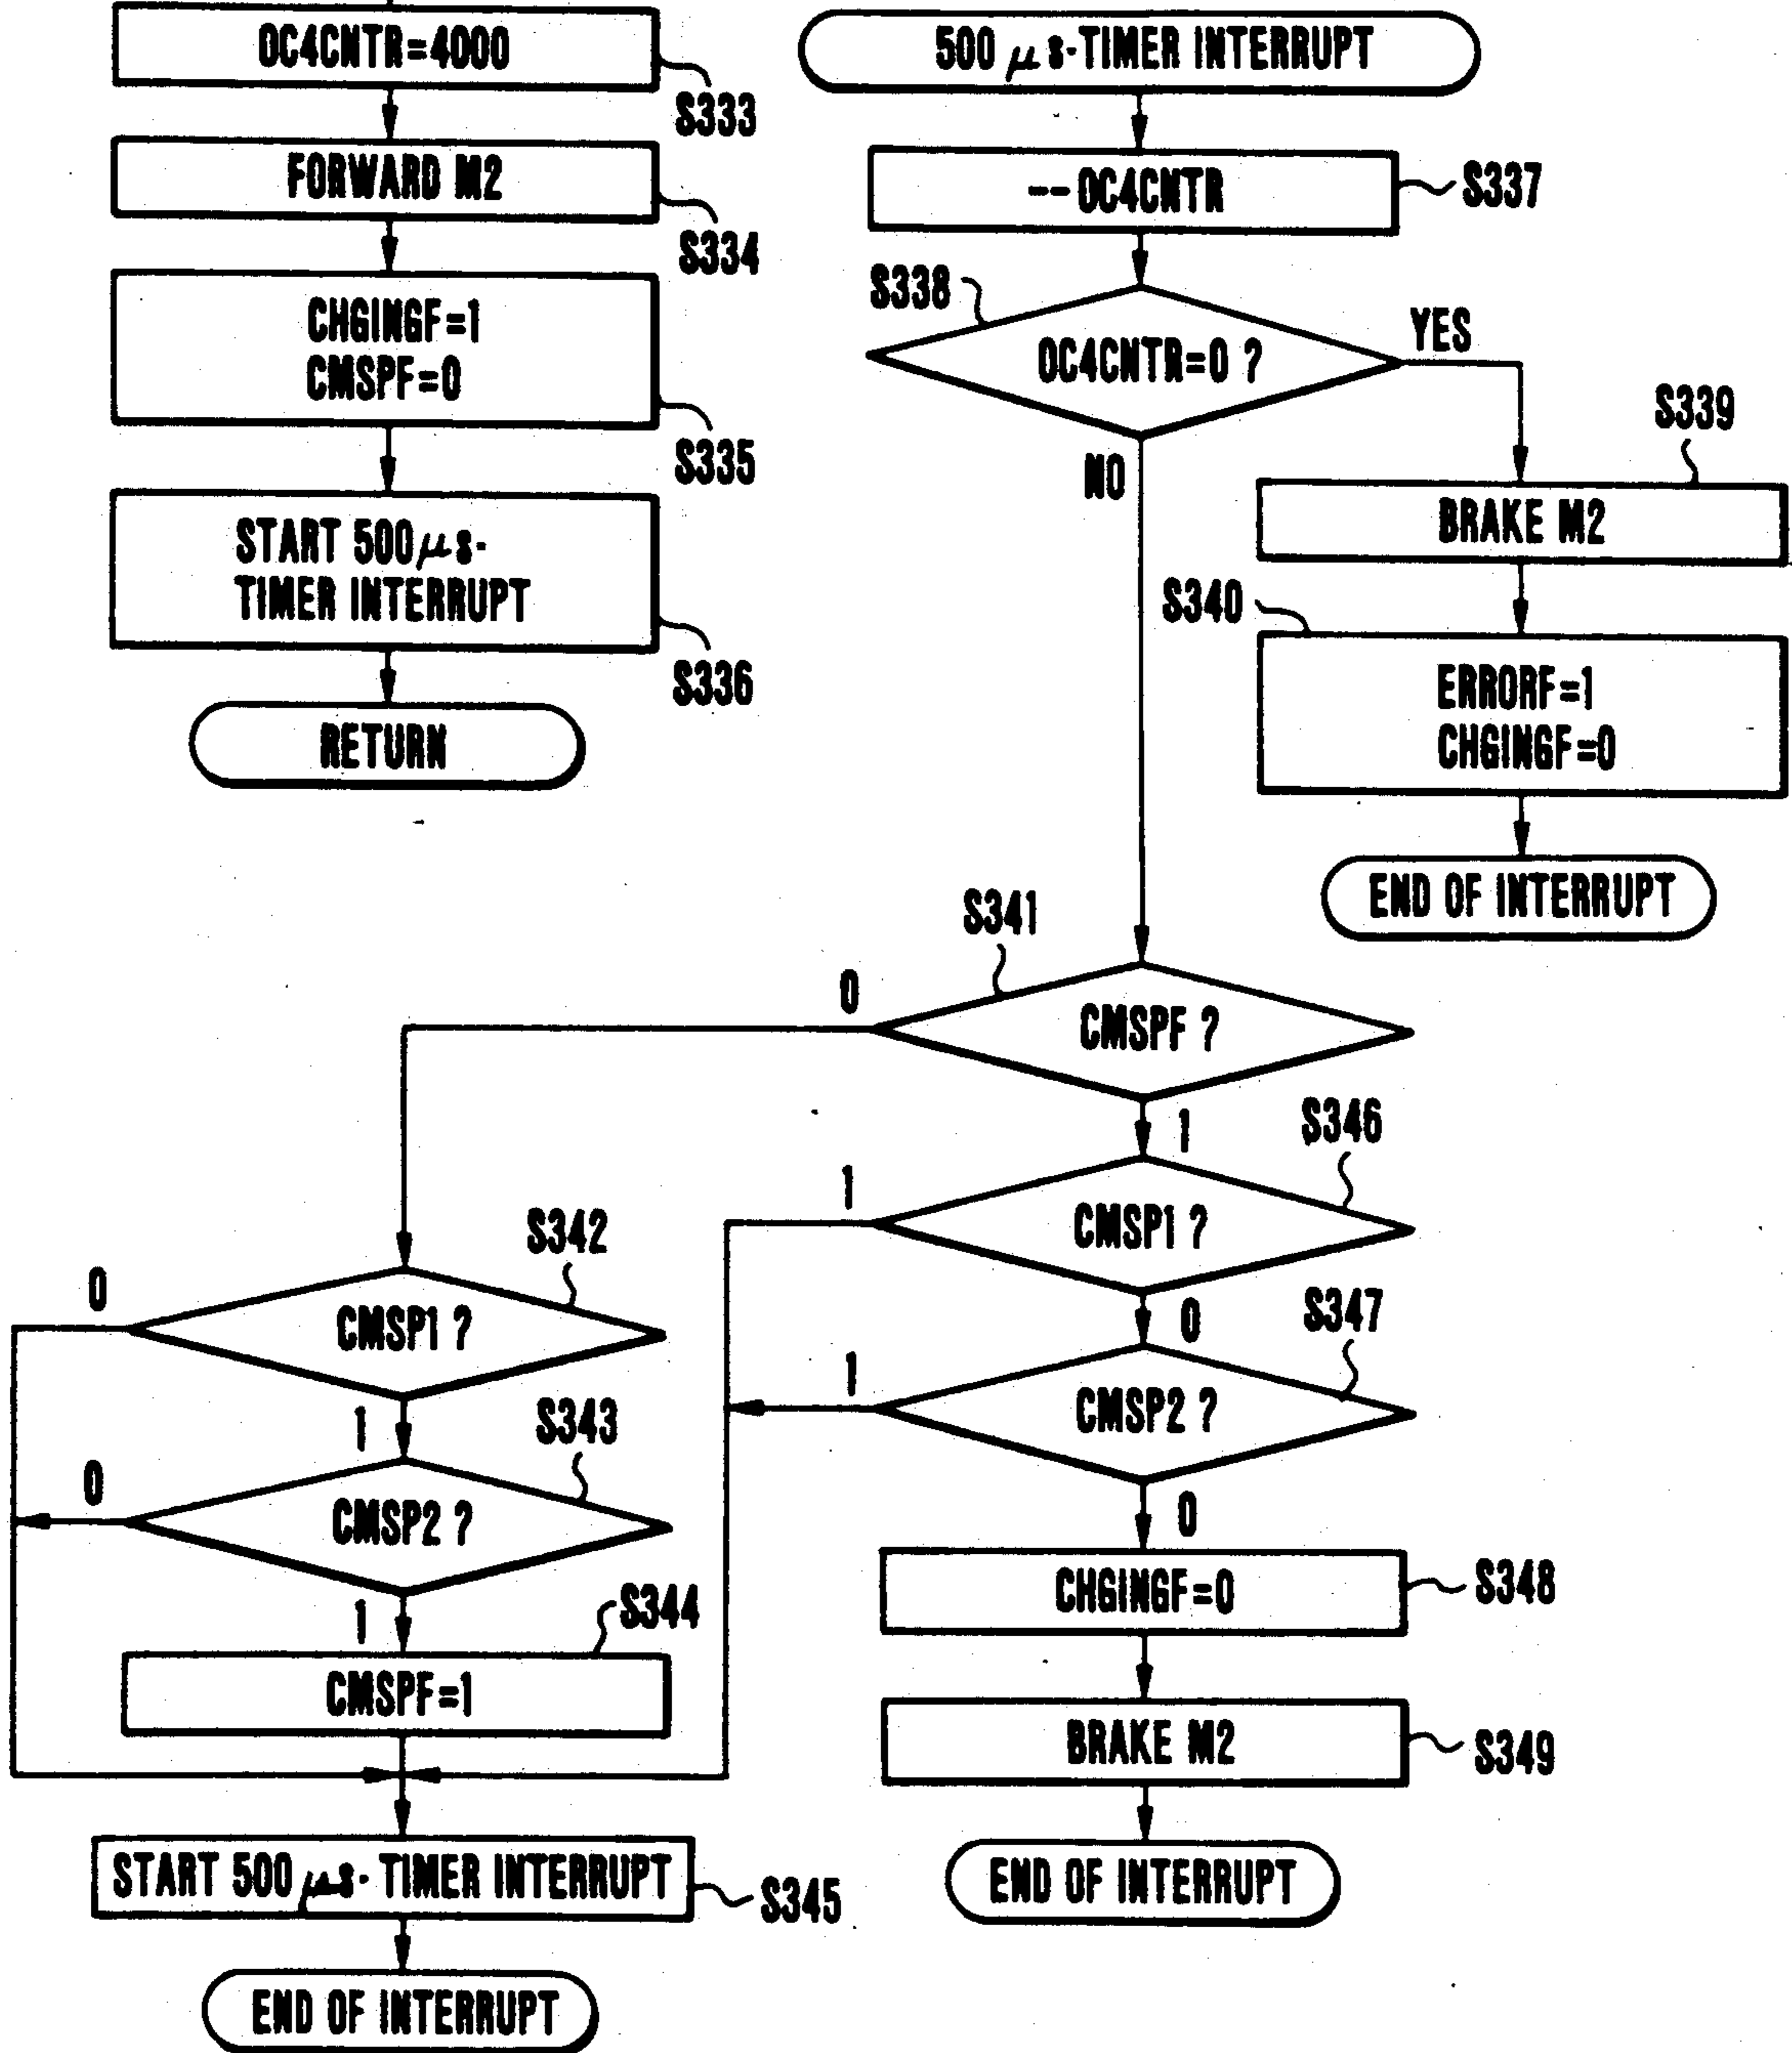 OC4CNTR=4000
S333
FORWARD M2
S334
CHGINGF=1
CMSPF=0
S335
START 500μs-
TIMER INTERRUPT
S336
RETURN
500 μs-TIMER INTERRUPT
--OC4CNTR
S337
S338
OC4CNTR=0 ?
YES
NO
S339
BRAKE M2
S340
ERRORF=1
CHGINGF=0
END OF INTERRUPT
S341
CMSPF ?
0
1
S346
CMSP1 ?
1
0
S347
CMSP2 ?
1
0
CHGINGF=0
S348
BRAKE M2
S349
END OF INTERRUPT
S342
CMSP1 ?
0
1
S343
CMSP2 ?
0
1
S344
CMSPF=1
START 500μs- TIMER INTERRUPT
S345
END OF INTERRUPT